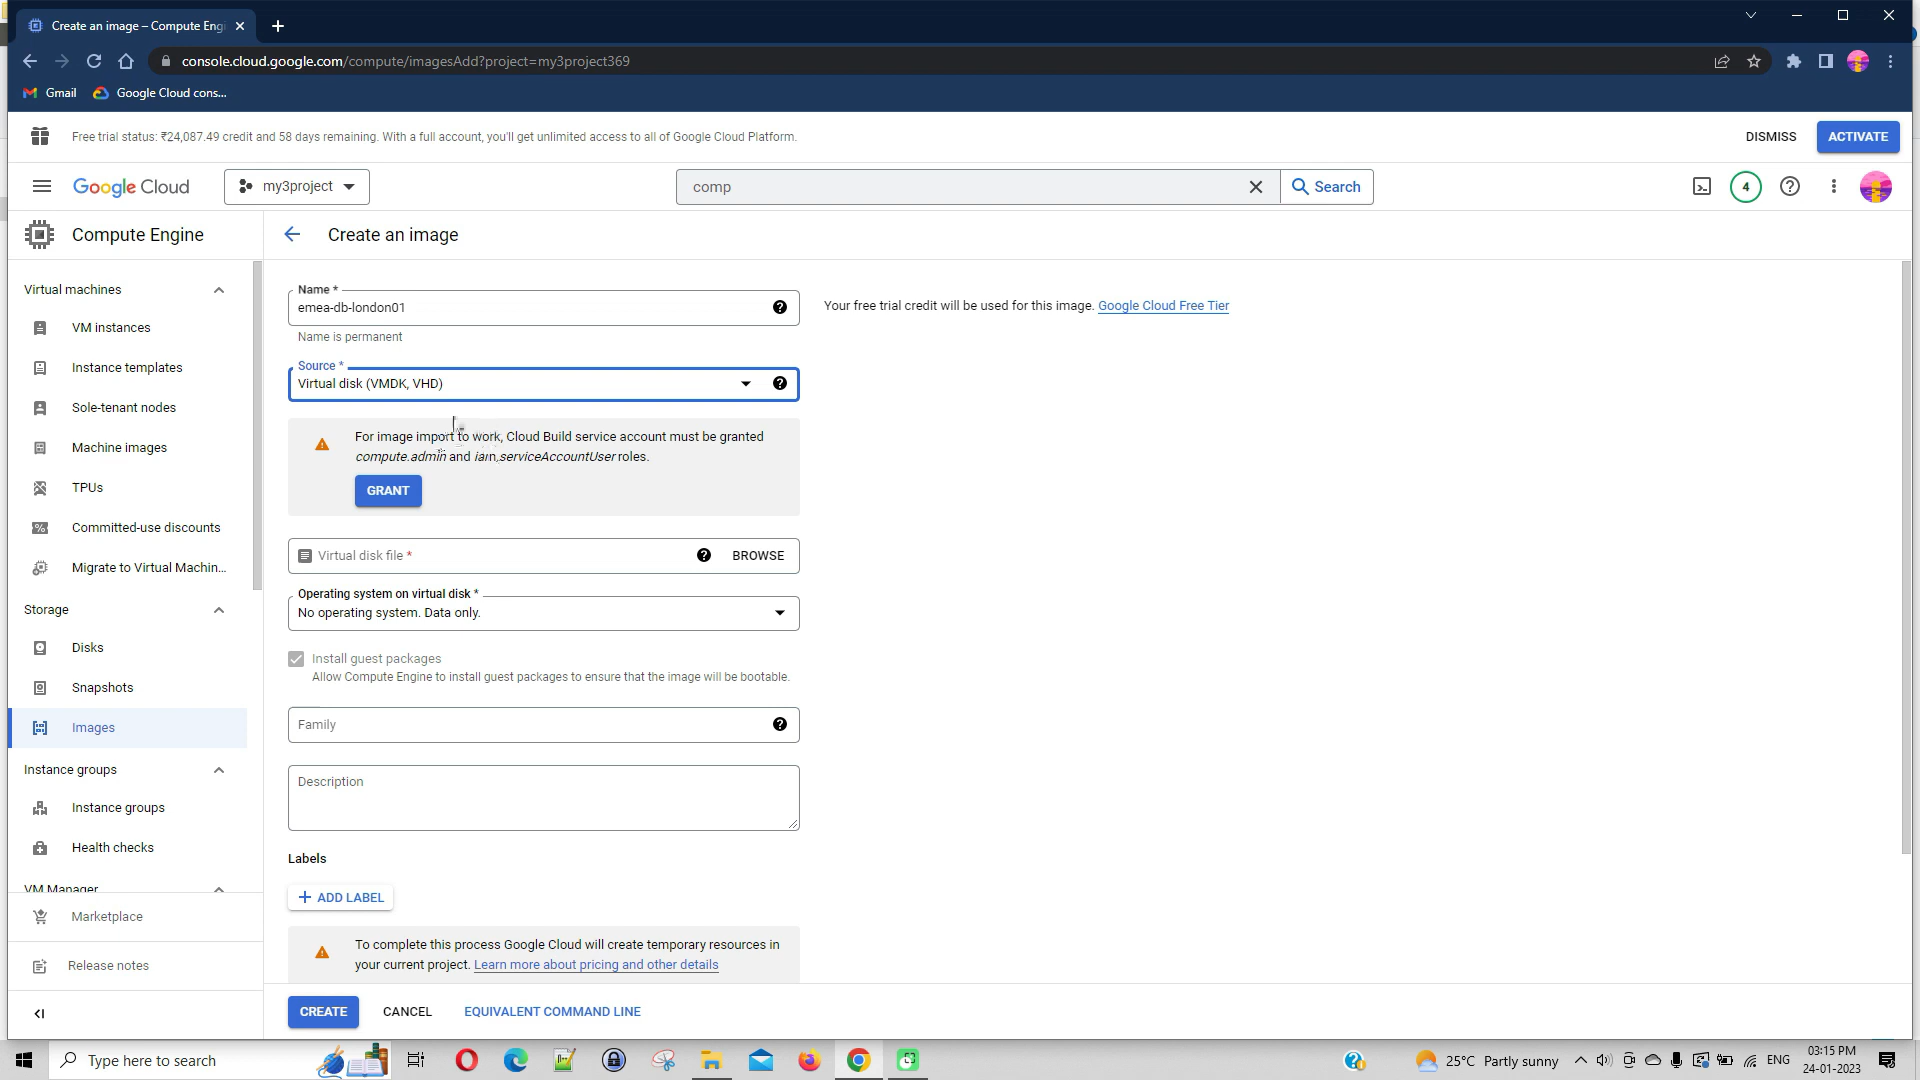 Create an image – Compute Engi
console.cloud.google.com/compute/imagesAdd?project=my3project369
Gmail
Google Cloud cons...
Free trial status: ₹24,087.49 credit and 58 days remaining. With a full account, you'll get unlimited access to all of Google Cloud Platform.
DISMISS
ACTIVATE
Google Cloud
my3project
comp
Search
4
Compute Engine
Create an image
Virtual machines
VM instances
Instance templates
Sole-tenant nodes
Machine images
TPUs
Committed-use discounts
Migrate to Virtual Machin...
Storage
Disks
Snapshots
Images
Instance groups
Instance groups
Health checks
VM Manager
Marketplace
Release notes
Name *
emea-db-london01
Name is permanent
Your free trial credit will be used for this image. Google Cloud Free Tier
Source *
Virtual disk (VMDK, VHD)
For image import to work, Cloud Build service account must be granted
compute.admin and iam.serviceAccountUser roles.
GRANT
Virtual disk file *
BROWSE
Operating system on virtual disk *
No operating system. Data only.
Install guest packages
Allow Compute Engine to install guest packages to ensure that the image will be bootable.
Family
Description
Labels
ADD LABEL
To complete this process Google Cloud will create temporary resources in
your current project. Learn more about pricing and other details
CREATE
CANCEL
EQUIVALENT COMMAND LINE
Type here to search
25°C Partly sunny
ENG
03:15 PM
24-01-2023